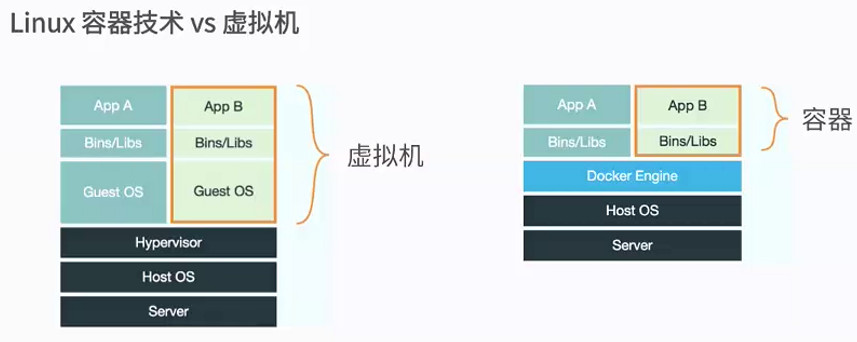 Linux 容器技术 vs 虚拟机
App A
App B
Bins/Libs
Bins/Libs
Guest OS
Guest OS
Hypervisor
Host OS
Server
虚拟机
App A
App B
Bins/Libs
Bins/Libs
Docker Engine
Host OS
Server
容器